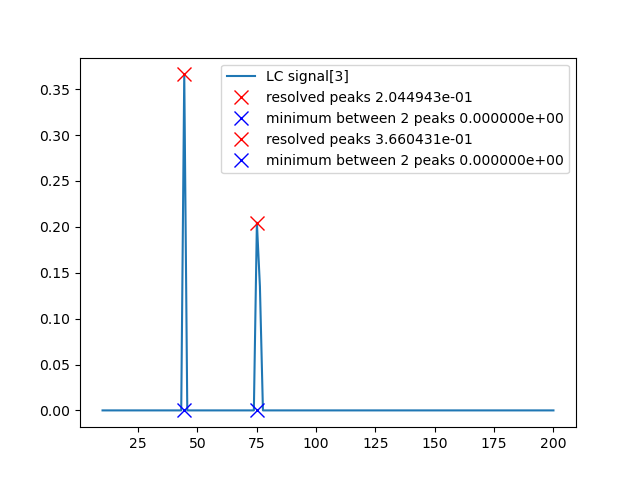 LC signal[3]
resolved peaks 2.044943e-01
minimum between 2 peaks 0.000000e+00
resolved peaks 3.660431e-01
minimum between 2 peaks 0.000000e+00
0.35
0.30
0.25
0.20
0.15
0.10
0.05
0.00
25 50 75 100 125 150 175 200